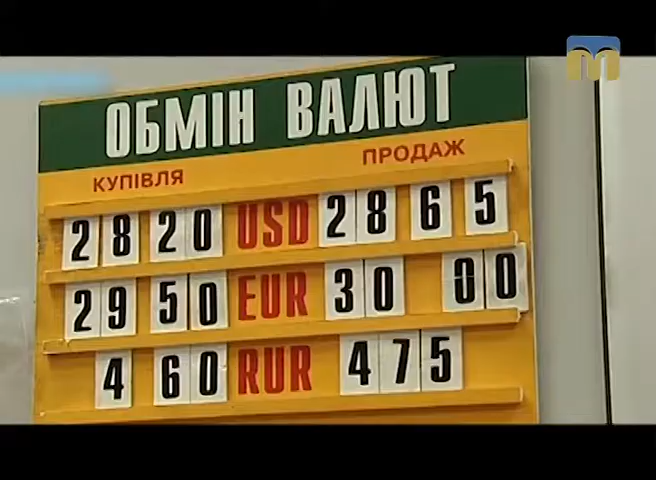 ОБМІН ВАЛЮТ
КУПІВЛЯ ПРОДАЖ
28 20 USD 28 65
29 50 EUR 30 00
4 60 RUR 4 75